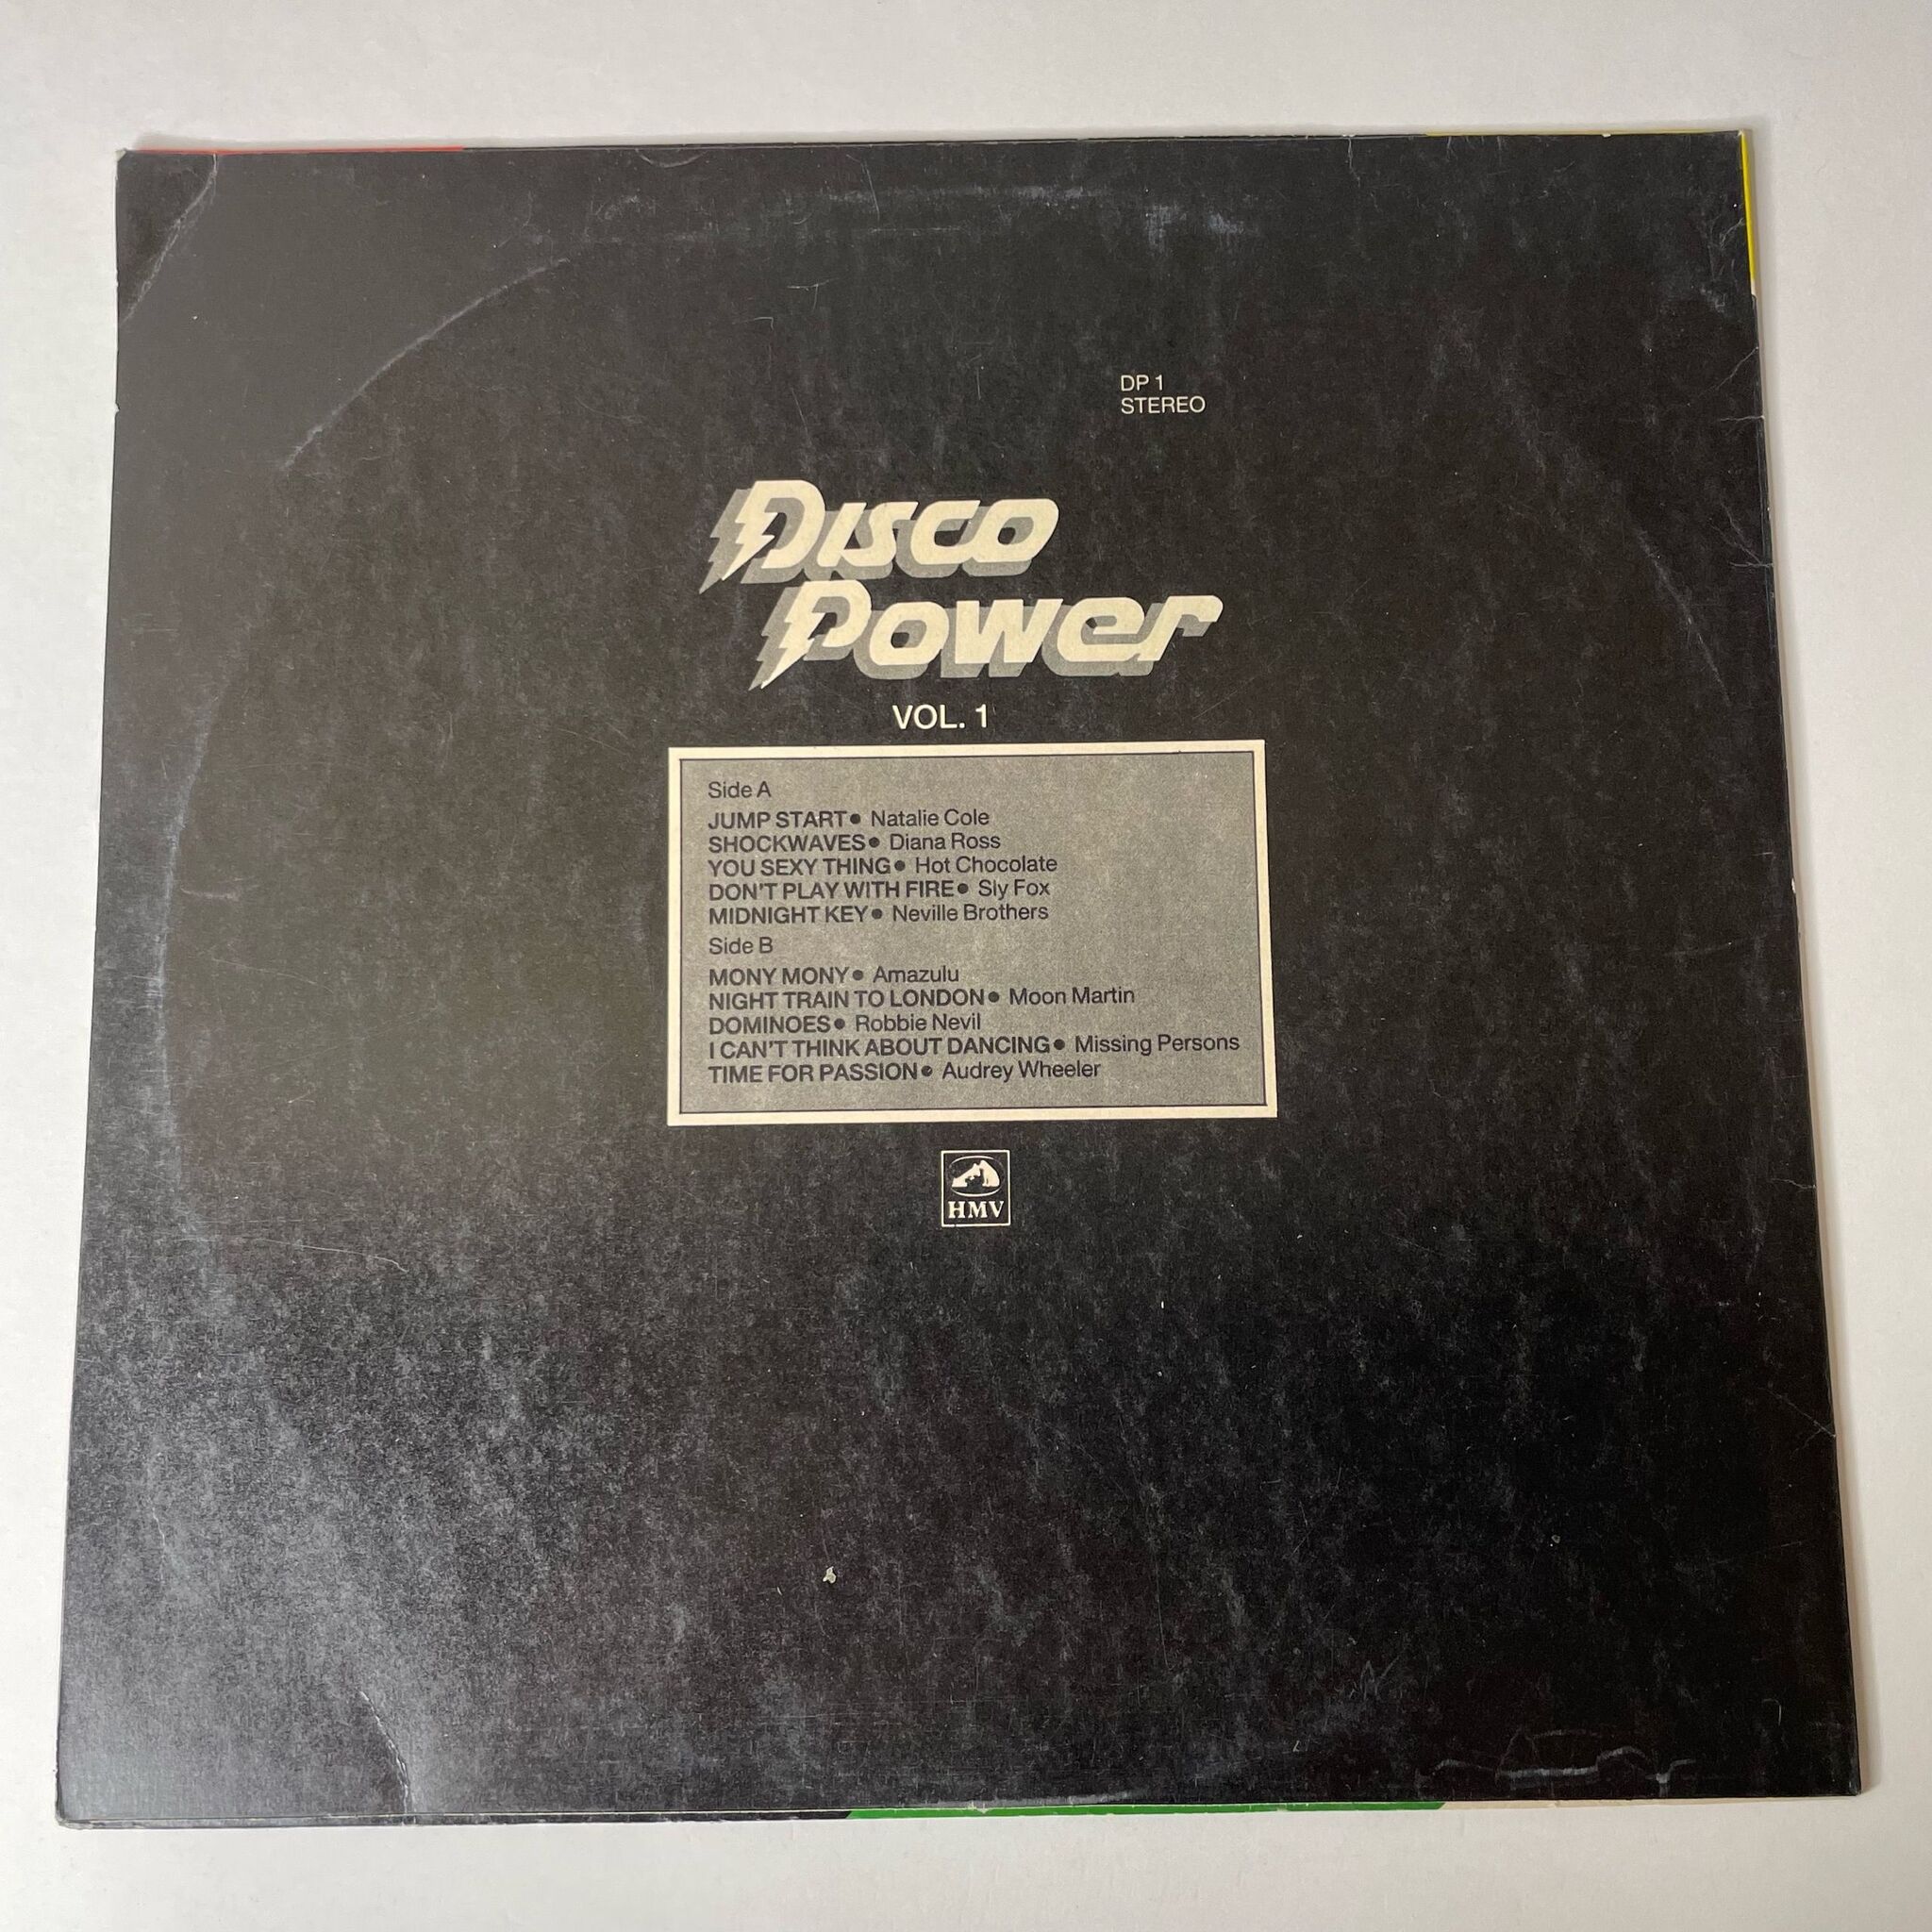 DP 1
STEREO
Disco
Power
VOL. 1
Side A
JUMP START● Natalie Cole
SHOCKWAVES● Diana Ross
YOU SEXY THING● Hot Chocolate
DON'T PLAY WITH FIRE● Sly Fox
MIDNIGHT KEY● Neville Brothers
Side B
MONY MONY● Amazulu
NIGHT TRAIN TO LONDON● Moon Martin
DOMINOES● Robbie Nevil
I CAN'T THINK ABOUT DANCING● Missing Persons
TIME FOR PASSION● Audrey Wheeler
HMV